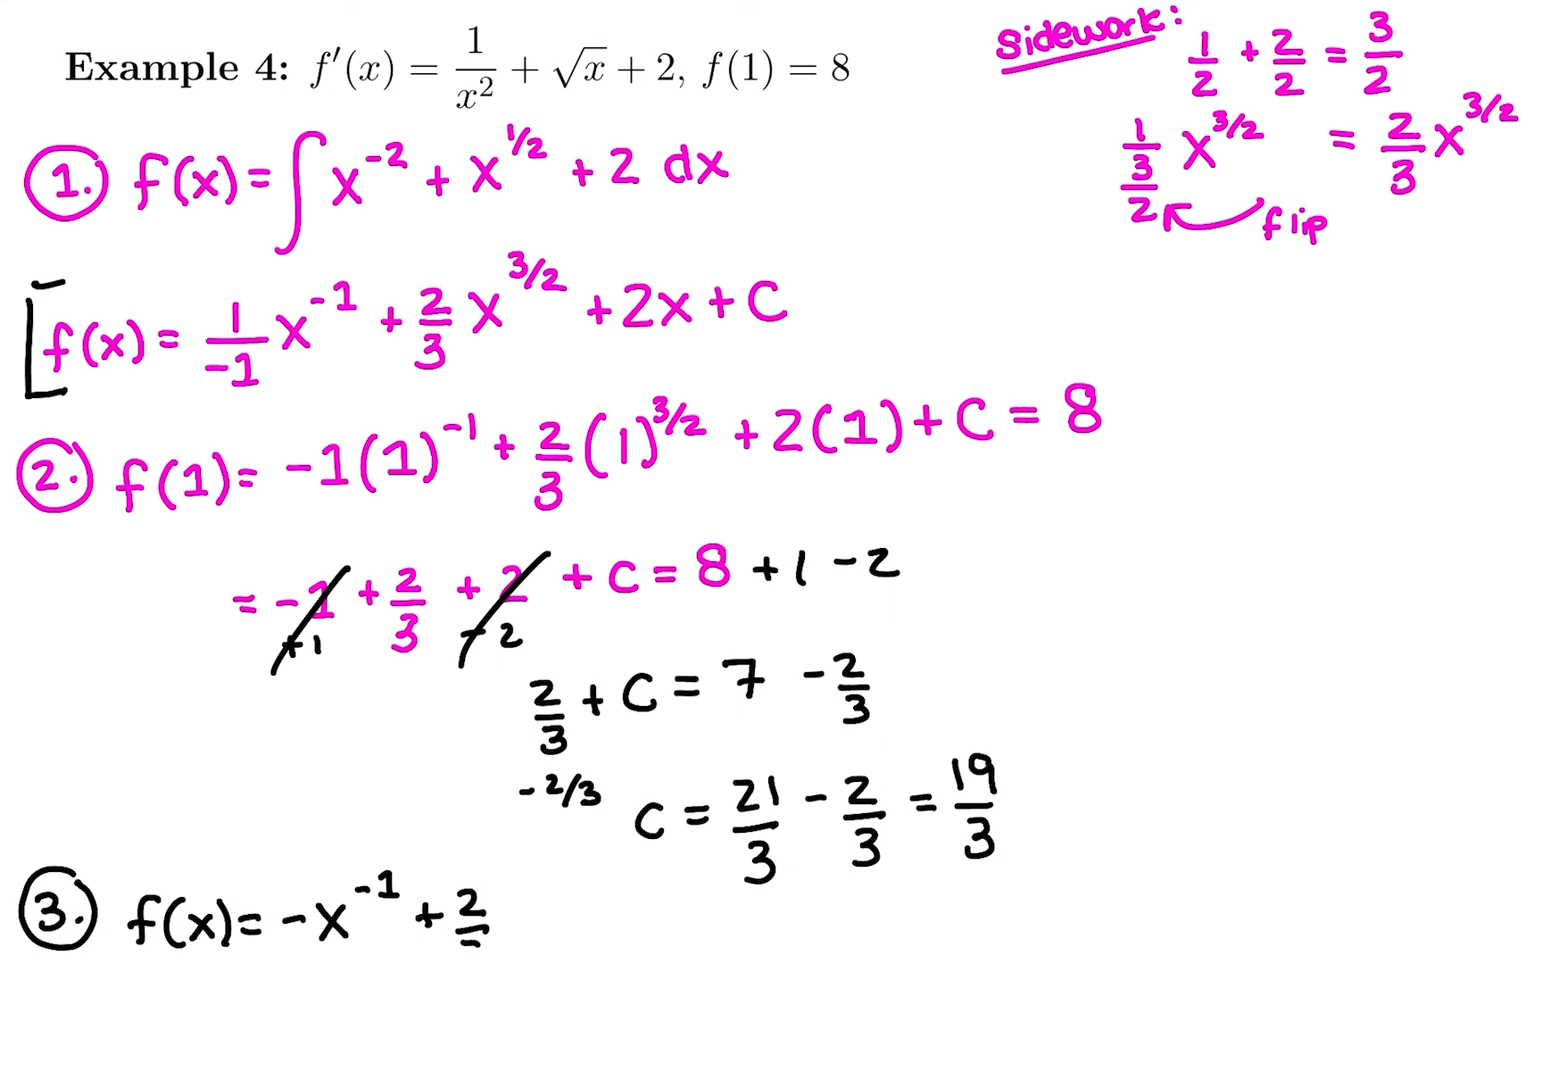 Example 4: f′(x) = 1/x² + √x + 2, f(1) = 8
Sidework:
1/2 + 2/2 = 3/2
1/(3/2) x^(3/2) = 2/3 x^(3/2)
flip
1. f(x) = ∫ x^(-2) + x^(1/2) + 2 dx
[f(x) = 1/-1 x^(-1) + 2/3 x^(3/2) + 2x + C
2. f(1) = -1(1)^(-1) + 2/3 (1)^(3/2) + 2(1) + C = 8
= -1 + 2/3 + 2 + C = 8 + 1 - 2
+1 -2
2/3 + C = 7 - 2/3
-2/3
C = 21/3 - 2/3 = 19/3
3. f(x) = -x^(-1) + 2/